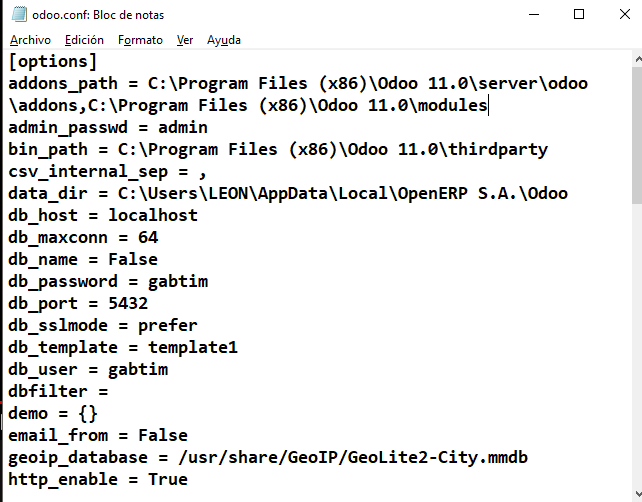 odoo.conf: Bloc de notas
Archivo Edición Formato Ver Ayuda
[options]
addons_path = C:\Program Files (x86)\Odoo 11.0\server\odoo
\addons,C:\Program Files (x86)\Odoo 11.0\modules
admin_passwd = admin
bin_path = C:\Program Files (x86)\Odoo 11.0\thirdparty
csv_internal_sep = ,
data_dir = C:\Users\LEON\AppData\Local\OpenERP S.A.\Odoo
db_host = localhost
db_maxconn = 64
db_name = False
db_password = gabtim
db_port = 5432
db_sslmode = prefer
db_template = template1
db_user = gabtim
dbfilter =
demo = {}
email_from = False
geoip_database = /usr/share/GeoIP/GeoLite2-City.mmdb
http_enable = True